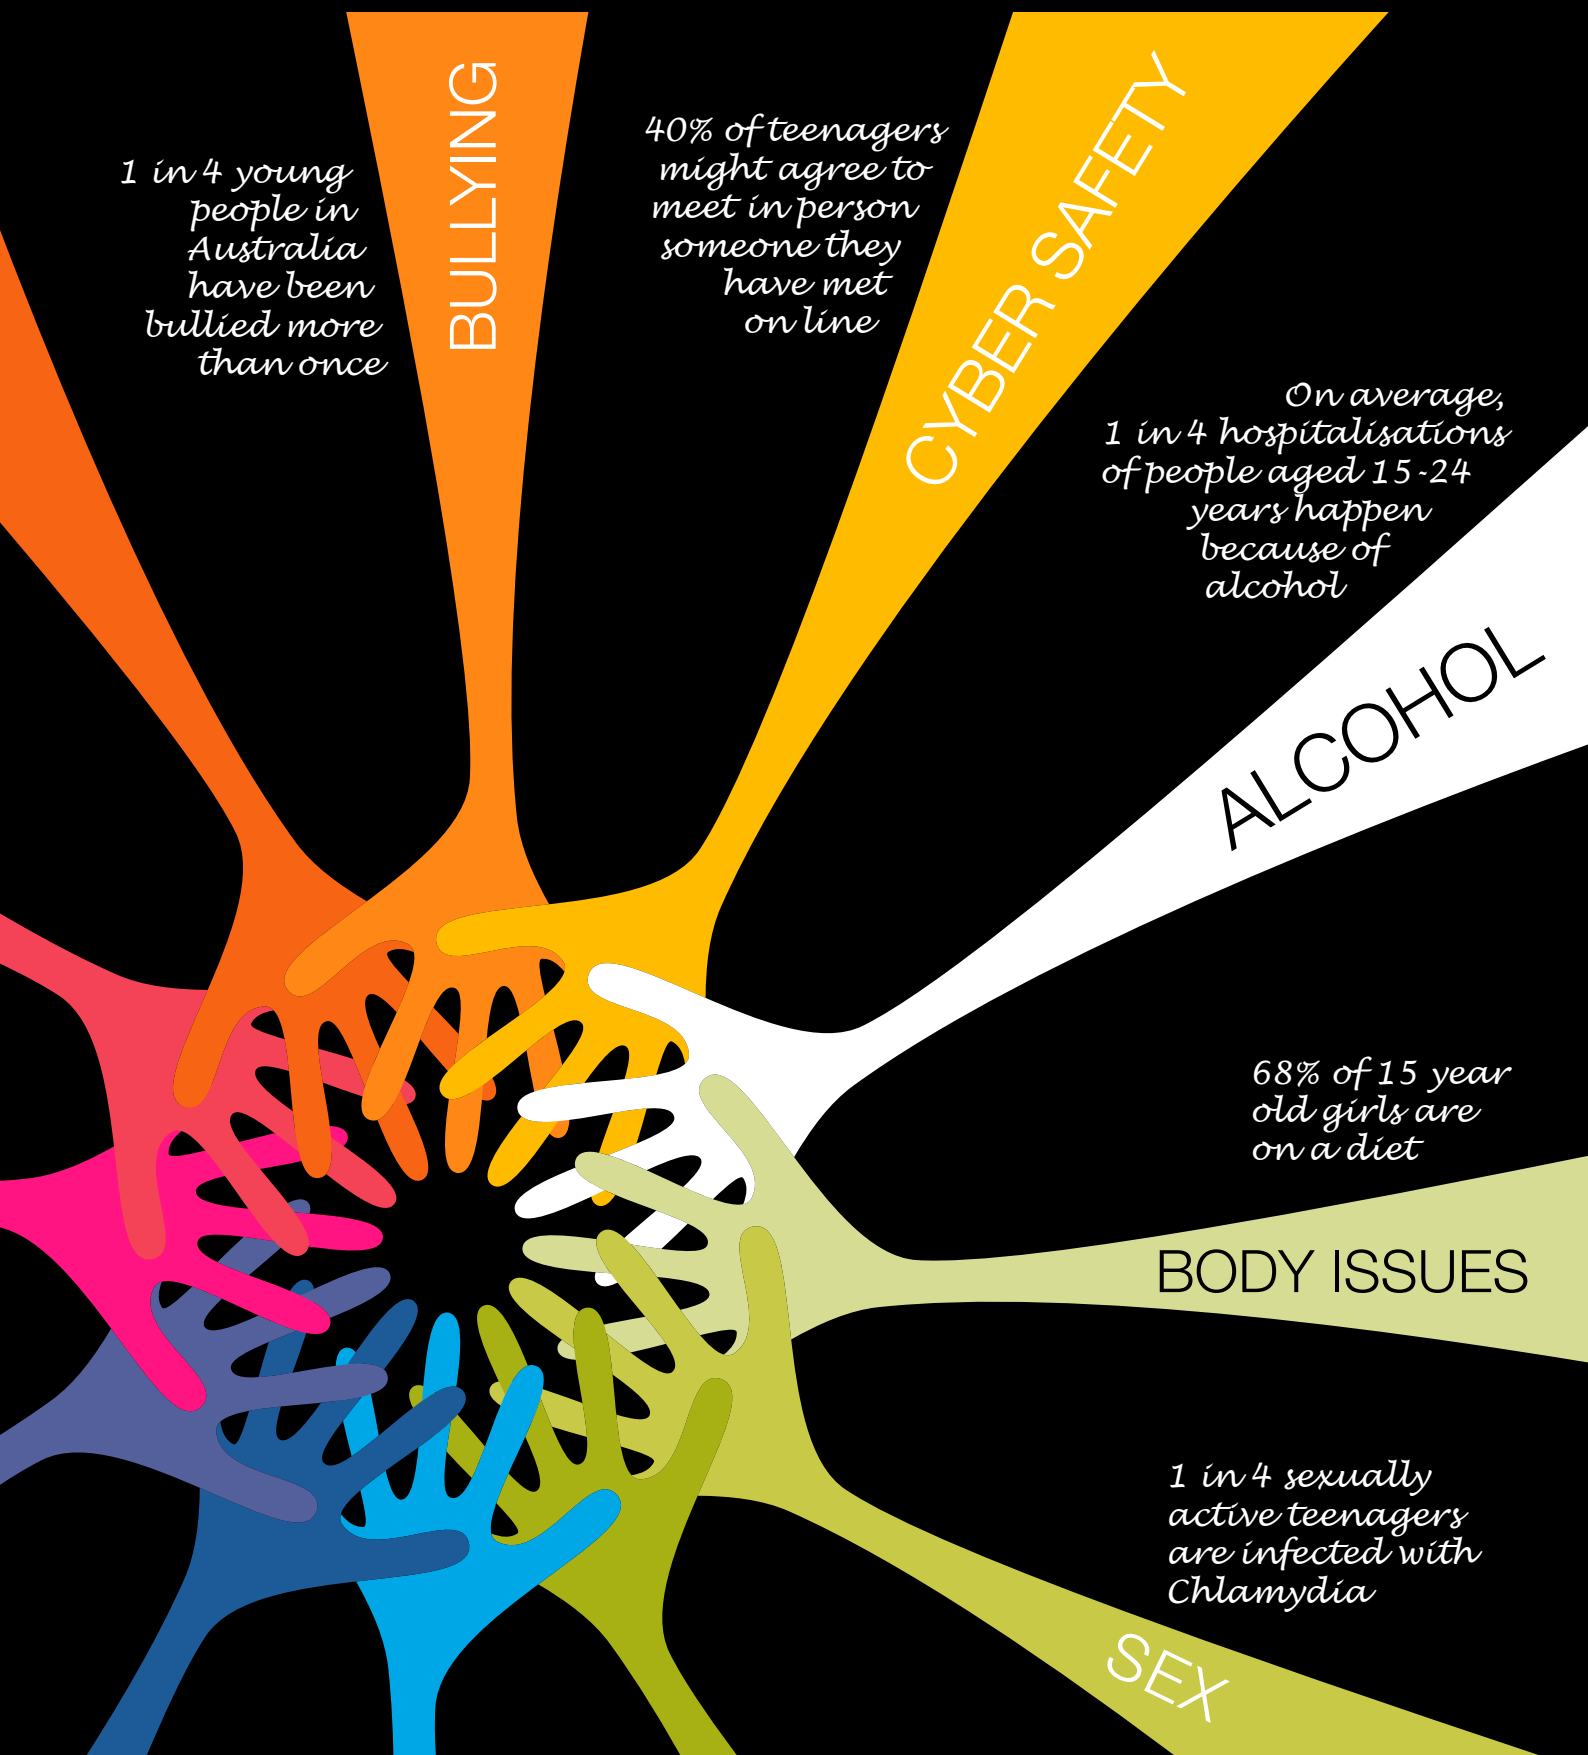 1 in 4 young
people in
Australia
have been
bullied more
than once
BULLYING
40% of teenagers
might agree to
meet in person
someone they
have met
on line
CYBER SAFETY
On average,
1 in 4 hospitalisations
of people aged 15-24
years happen
because of
alcohol
ALCOHOL
68% of 15 year
old girls are
on a diet
BODY ISSUES
1 in 4 sexually
active teenagers
are infected with
Chlamydia
SEX